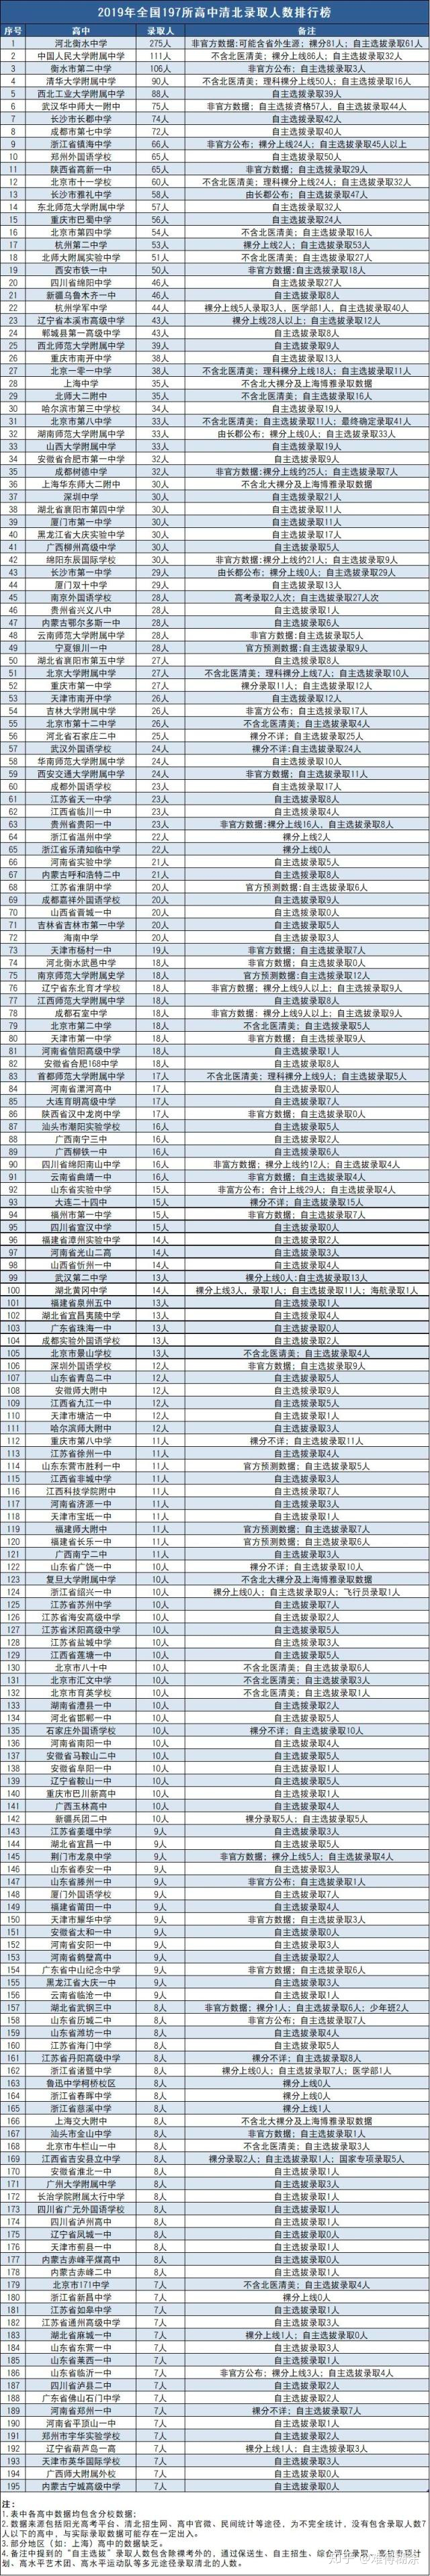 2019年全国197所高中清北录取人数排行榜
序号 高中 录取人 备注
1 河北衡水中学 275人 非官方数据:可能含省外生源；裸分81人；自主选拔录取61人
2 中国人民大学附属中学 111人 不含北医清美；裸分上线86人；自主选拔录取32人
3 衡水市第二中学 106人 非官方公布；自主选拔录取3人
4 清华大学附属中学 90人 不含北医清美；理科裸分上线50人；自主选拔录取16人
5 西北工业大学附属中学 88人 自主选拔录取39人
6 武汉华中师大一附中 75人 非官方数据；自主选拨资格57人，自主选拔录取44人
7 长沙市长郡中学 74人 自主选拔录取42人
8 成都市第七中学 72人 自主选拔录取40人
9 浙江省镇海中学 66人 非官方公布；裸分上线24人；自主选拔录取45人以上
10 郑州外国语学校 65人 自主选拔录取50人
11 陕西省高新一中 65人 非官方数据；自主选拔录取29人
12 北京市十一学校 60人 不含北医清美；理科裸分上线24人；自主选拔录取32人
13 长沙市雅礼中学 58人 由长郡公布；自主选拔录取47人
14 东北师范大学附属中学 57人 自主选拔录取32人
15 重庆市巴蜀中学 56人 自主选拔录取24人
16 北京市第四中学 54人 不含北医清美；自主选拔录取16人
17 杭州第二中学 53人 裸分上线2人；自主选拔录取53人
18 北师大附属实验中学 51人 不含北医清美；自主选拔录取27人
19 西安市铁一中 50人 非官方数据:自主选拔录取18人
20 四川省绵阳中学 46人 自主选拔录取27人
21 新疆乌鲁木齐一中 46人 自主选拔录取8人
22 杭州学军中学 44人 裸分上线5人录取3人，医学部1人，自主选拔录取40人
23 辽宁省本溪市高级中学 43人 裸分上线28人以上；自主选拔录取12人
24 郸城县第一高级中学 43人 自主选拔录取8人
25 西北师范大学附属中学 39人 自主选拔录取9人
26 重庆市南开中学 38人 自主选拔录取13人
27 北京一零一中学 38人 不含北医清美；理科裸分上线18人；自主选拔录取11人
28 上海中学 35人 不含北大裸分及上海博雅录取数据
29 北师大二附中 35人 不含北医清美；自主选拔录取16人
30 哈尔滨市第三中学校 34人 自主选拔录取19人
31 北京市第八中学 33人 不含北医清美；自主选拔录取11人；最终确定录取41人
32 湖南师范大学附属中学 33人 由长郡公布；裸分上线0人；自主选拔录取33人
33 山西大学附属中学 33人 自主选拔录取19人
34 安徽省合肥市第一中学 32人 自主选拔录取9人
35 成都树德中学 32人 非官方数据:裸分上线约25人；自主选拔录取7人
36 上海华东师大二附中 30人 不含北大裸分及上海博雅录取数据
37 深圳中学 30人 自主选拔录取21人
38 湖北省襄阳市第四中学 30人 自主选拔录取11人
39 厦门市第一中学 30人 自主选拔录取11人
40 黑龙江省大庆实验中学 30人 自主选拔录取17人
41 广西柳州高级中学 30人 自主选拔录取5人
42 绵阳东辰国际学校 30人 非官方数据:裸分上线约21人；自主选拔录取9人
43 长沙市第一中学 29人 由长郡公布；裸分上线0人；自主选拔录取29人
44 厦门双十中学 29人 自主选拔录取13人
45 南京外国语学校 28人 高考录取2人次；自主选拔录取27人次
46 贵州省兴义八中 28人 自主选拔录取1人
47 内蒙古鄂尔多斯一中 28人 自主选拔录取6人
48 云南师范大学附属中学 28人 非官方数据:自主选拔录取5人
49 宁夏银川一中 28人 官方预测数据；自主选拔录取9人
50 湖北省襄阳市第五中学 27人 自主选拔录取8人
51 北京大学附属中学 27人 不含北医清美；理科裸分上线7人；自主选拔录取10人
52 重庆市第一中学 27人 裸分录取11人；自主选拔录取12人
53 天津市南开中学 26人 自主选拔录取12人
54 吉林大学附属中学 26人 非富方公布；自主选拔录取17人
55 北京市第十二中学 26人 不含北医清美；自主选拔录取4人
56 河北省石家庄二中 25人 裸分不详；自主选拔录取25人
57 武汉外国语学校 24人 裸分不详:自主选拔录取24人
58 华南师范大学附属中学 24人 自主选拔录取10人
59 西安交通大学附属中学 24人 非官方数据；自主选拔录取11人
60 成都外国语学校 23人 自主选拔录取17人
61 江苏省天一中学 23人 自主选拔录取8人
62 江西省临川一中 23人 自主选拔录取4人
63 贵州省贵阳一中 23人 非官方数据:裸分上线16人，自主选拔录取8人
64 浙江省温州中学 22人 裸分上线2人
65 浙江省乐清知临中学 22人 裸分上线0人
66 河南省实验中学 21人 自主选拔录取5人
67 内蒙古呼和浩特二中 21人 自主选拔录取8人
68 江苏省淮阴中学 20人 官方预测数据:自主选拔录取6人
69 成都嘉祥外国语学校 20人 自主选拔录取9人
70 山西省晋城一中 20人 自主选拔录取0人
71 吉林省吉林市第一中学 20人 自主选拔录取5人
72 海南中学 20人 自主选拔录取3人
73 天津市杨村一中 19人 非官方数据；自主选拔录取7人
74 河北衡水武邑中学 18人 非官方数据；自主选拔录取0人
75 南京师范大学附属史学 18人 官方预测数据:自主选拔录取12人
76 辽宁省东北育才学校 18人 非官方数据；裸分上线9人以上；自主选拔录取9人
77 江西师范大学附属中学 18人 自主选拔录取8人
78 成都石室中学 18人 非官方数据；裸分上线9人以上；自主选拔录取9人
79 北京市第二中学 18人 不含北医清美；自主选拔录取5人
80 天津市第一中学 18人 非官方数据；自主选拔录取9人
81 河南省信阳高级中学 18人 自主选拔录取1人
82 安徽省合肥168中学 18人 自主选拔录取8人
83 首都师范大学附属中学 17人 不含北医清美；理科裸分上线9人；自主选拔录取5人
84 河南省漯河高中 17人 自主选拔录取0人
85 大连育明高级中学 17人 自主选拔录取7人
86 陕西省汉中龙岗中学 17人 非官方数据；自主选拔录取0人
87 汕头市潮阳实验学校 16人 自主选拔录取5人
88 广西南宁三中 16人 自主选拔录取2人
89 广西柳铁一中 16人 自主选拔录取6人
90 四川省绵阳南山中学 16人 非富方数据；裸分上线约12人；自主选拔录取4人
91 云南省曲靖一中 16人 非官方数据；自主选拔录取4人
92 山东省实验中学 15人 非富方公布；合计上线29人；自主选拔录取4人
93 大连二十四中 15人 裸分不详；自主选拔录取15人
94 福州市第一中学 15人 非官方数据；自主选拔录取7人
95 四川省宣汉中学 15人 自主选拔录取0人
96 福建省漳州实验中学 14人 自主选拔录取2人
97 河南省光山二高 14人 自主选拔录取3人
98 山西省忻州一中 14人 自主选拔录取4人
99 武汉第二中学 13人 裸分上线0人:自主选拔录取13人
100 湖北黄冈中学 14人 裸分上线3人，录取1人；自主选拔录取11人；海航录取1人
101 福建省泉州五中 13人 自主选拔录取1人
102 湖北省宜昌夷陵中学 13人 自主选拔录取4人
103 广东省珠海一中 13人 自主选拔录取0人
104 成都实验外国语学校 13人 自主选拔录取2人
105 北京市景山学校 13人 不含北医请美；自主选拔录取4人
106 深圳外国语学校 12人 非官方数据；自主选拔录取9人
107 山东省青岛二中 12人 自主选拔录取5人
108 安徽师大附中 12人 自主选拔录取9人
109 江西省九江一中 12人 自主选拔录取5人
110 天津市塘沽一中 12人 自主选拔录取1人
111 哈尔滨师大附中 12人 自主选拔录取3人
112 重庆市第八中学 11人 裸分不详；自主选拔录取11人
113 江苏省徐州一中 11人 自主选拔录取4人
114 山东东营市胜利一中 11人 官方预测数据；自主选拔录取5人
115 江西省丰城中学 11人 自主选拔录取3人
116 江西科技学院附中 11人 自主选拔录取7人
117 河南省济源一中 11人 自主选拔录取3人
118 天津市宝坻一中 11人 自主选拔录取1人
119 福建师大附中 11人 官方预测数据；自主选拔录取7人
120 福建省长乐一中 11人 官方预测数据；自主选拔录取6人
121 广西南宁二中 11人 自主选拔录取3人
122 山东省广饶一中 10人 裸分不详；自主选拔录取10人
123 复旦大学附属中学 10人 不含北大裸分及上海博雅录取数据
124 浙江省绍兴一中 10人 裸分上线0人；自主选拔录取9人；飞行员录取1人
125 江苏省苏州中学 10人 自主选拔录取7人
126 江苏省海安高级中学 10人 自主选拔录取2人
127 江苏省沭阳高级中学 10人 自主选拔录取5人
128 江苏省盐城中学 10人 自主选拔录取3人
129 江西省莲塘一中 10人 自主选拔录取5人
130 北京市八十中 10人 不含北医清美；自主选拔录取6人
131 北京市汇文中学 10人 不含北医清美；自主选拔录取3人
132 北京市育英学校 10人 不含北医清美；自主选拔录取1人
133 湖南省澧县一中 10人 自主选拔录取2人
134 河北省邯郸一中 10人 自主选拔录取5人
135 石家庄外国语学校 10人 裸分不详；自主选拔录取10人
136 河南省南阳一中 10人 自主选拔录取4人
137 安徽省马鞍山二中 10人 自主选拔录取5人
138 安徽省阜阳一中 10人 自主选拔录取1人
139 辽宁省鞍山一中 10人 自主选拔录取5人
140 重庆市巴川新高中 10人 自主选拔录取1人
141 广西玉林高中 10人 自主选拔录取4人
142 新疆兵团二中 10人 裸分录取5人；自主选拔录取5人
143 江苏省姜堰中学 9人 自主选拔录取3人
144 湖北省宜昌一中 9人 自主选拔录取5人
145 荆门市龙泉中学 9人 非官方数据；裸分上线5人；自主选拔录取4人
146 山东省泰安一中 9人 自主选拔录取3人
147 山东省滕州一中 9人 非官方公布；自主选拔录取1人
148 厦门外国语学校 9人 自主选拔录取7人
149 福建省莆田一中 9人 自主选拔录取4人
150 天津市耀华中学 9人 非官方数据；自主选拔录取3人
151 安徽省太和一中 9人 自主选拔录取0人
152 河南省安阳一中 9人 自主选拔录取3人
153 河南省鹤壁高中 9人 自主选拔录取2人
154 广东省中山纪念中学 9人 非官方数据；自主选拔录取6人
155 黑龙江省大庆一中 9人 自主选拔录取3人
156 云南省临沧一中 9人 自主选拔录取1人
157 湖北省武钢三中 8人 非官方数据；裸分1人；自主选拔录取6人；少年班2人
158 山东省历城二中 8人 非官方公布；自主选拔录取7人
159 山东省潍坊一中 8人 自主选拔录取4人
160 江苏省海门中学 8人 自主选拔录取5人
161 江苏省丹阳高级中学 8人 裸分不详；自主选拔录取8人
162 浙江省诸暨中学 8人 裸分上线0人；自主选拔录取7人；医学部1人
163 鲁迅中学柯桥校区 8人 裸分上线0人
164 浙江省春晖中学 8人 裸分上线0人
165 浙江省慈溪中学 8人 裸分上线1人
166 上海交大附中 8人 不含北大裸分及上海博雅录取数据
167 汕头市金山中学 8人 非官方数据；自主选拔录取1人
168 北京市牛栏山一中 8人 不含北医清美；自主选拔录取3人
169 江西省吉安县立中学 8人 裸分录取2人；自主选拔录取1人；国家专项录取5人
170 安徽省淮北一中 8人 自主选拔录取1人
171 广州大学附属中学 8人 自主选拔录取3人
172 长治学院附属太行中学 8人 自主选拔录取1人
173 四川省广元外国语学校 8人 自主选拔录取1人
174 四川省泸州高中 8人 自主选拔录取1人
175 辽宁省凤城一中 8人 自主选拔录取0人
176 天津市蓟县一中 8人 自主选拔录取1人
177 内蒙古赤峰平煤高中 8人 自主选拔录取0人
178 内蒙古赤峰二中 8人 自主选拔录取1人
179 北京市171中学 7人 不含北医清美；自主选拔录取4人
180 浙江省新昌中学 7人 裸分上线0人
181 江苏省如皋中学 7人 自主选拔录取1人
182 江苏省通州高级中学 7人 自主选拔录取3人
183 湖北省麻城一中 7人 裸分上线1人；自主选拔录取0人
184 山东省东营一中 7人 自主选拔录取3人
185 山东省莱西一中 7人 自主选拔录取1人
186 山东省临沂一中 7人 非官方公布；裸分上线3人；自主选拔录取4人
187 四川省泸县二中 7人 自主选拔录取2人
188 广东省佛山石门中学 7人 自主选拔录取2人
189 河南省郑州一中 7人 裸分不详；自主选拔录取7人
190 河南省平顶山一中 7人 自主选拔录取2人
191 郑州市宇华实验学校 7人 自主选拔录取2人
192 辽宁省葫芦岛一高 7人 裸分上线1人；自主选拨录取3人
193 天津市英华国际学校 7人 自主选拔录取3人
194 广西师大附属外校 7人 自主选拔录取0人
195 内蒙古宁城高级中学 7人 自主选拔录取0人
注：
1.表中各高中数据均包含分校数据；
2.数据来源包括阳光高考平台、清北招生网、高中官微、民间统计等途径，为不完全统计，没有包含录取人数7人以下的高中，与实际录取数据可能存在一定出入。
3.部分地区（如：上海）高中的数据缺乏。
4.备注中提到的“自主选拔”录取人数包含除裸考外的，通过保送生、自主招生、综合评价录取、高校专项计划、高水平艺术团、高水平运动队等多元途径录取清北的人数。
知乎